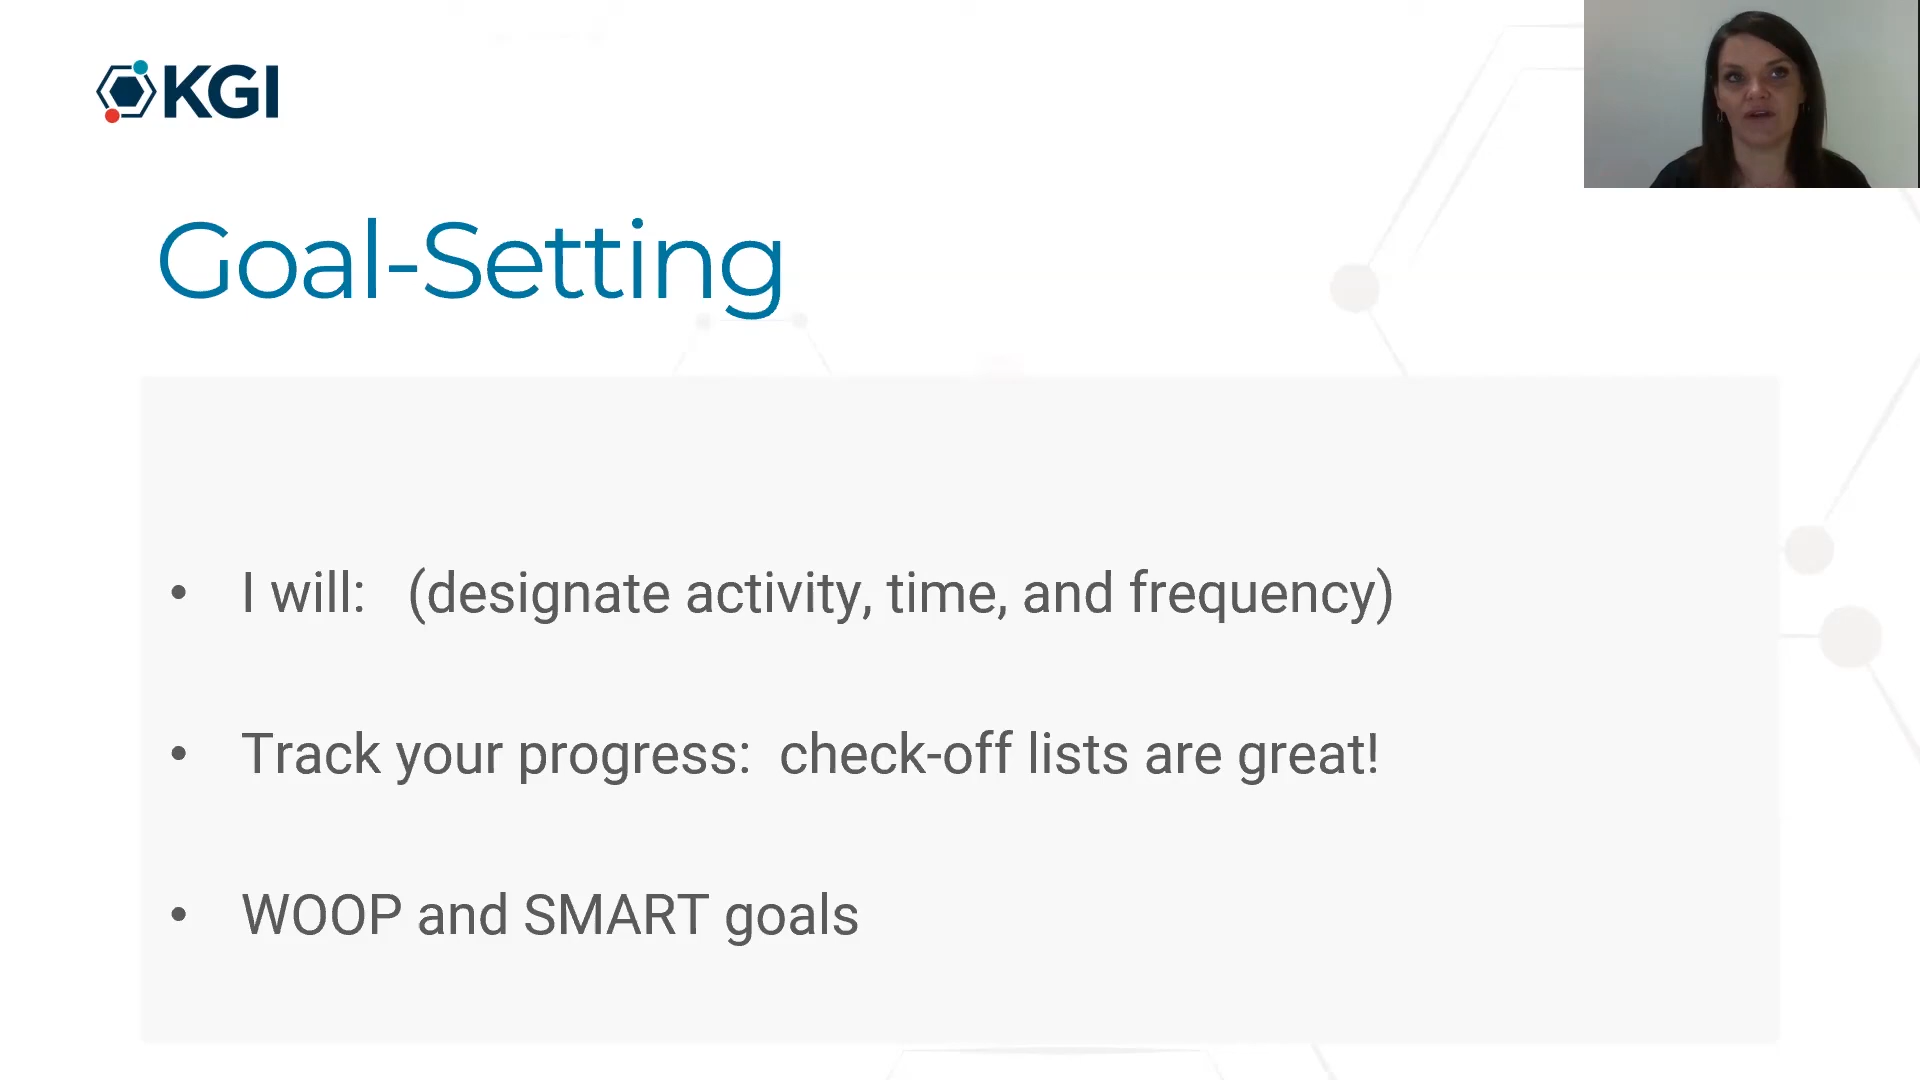 KGI
Goal-Setting
• I will: (designate activity, time, and frequency)
• Track your progress: check-off lists are great!
• WOOP and SMART goals